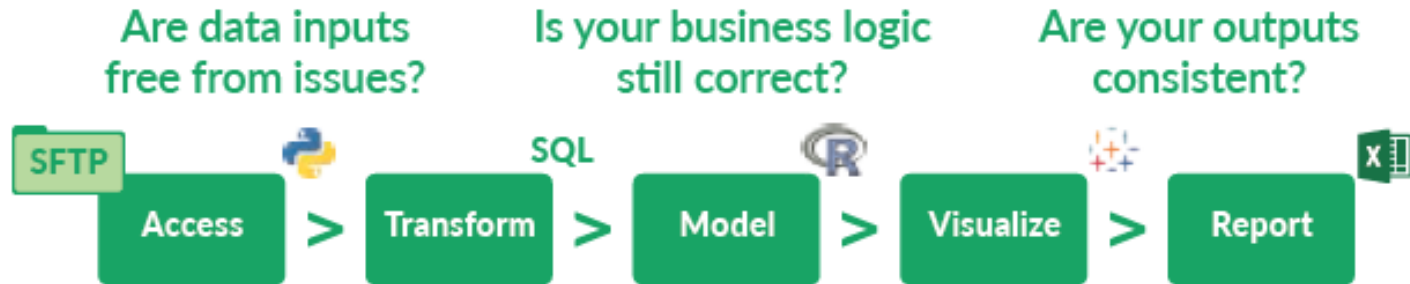 Are data inputs
free from issues?
Is your business logic
still correct?
Are your outputs
consistent?
SFTP
SQL
R
X
Access > Transform > Model > Visualize > Report